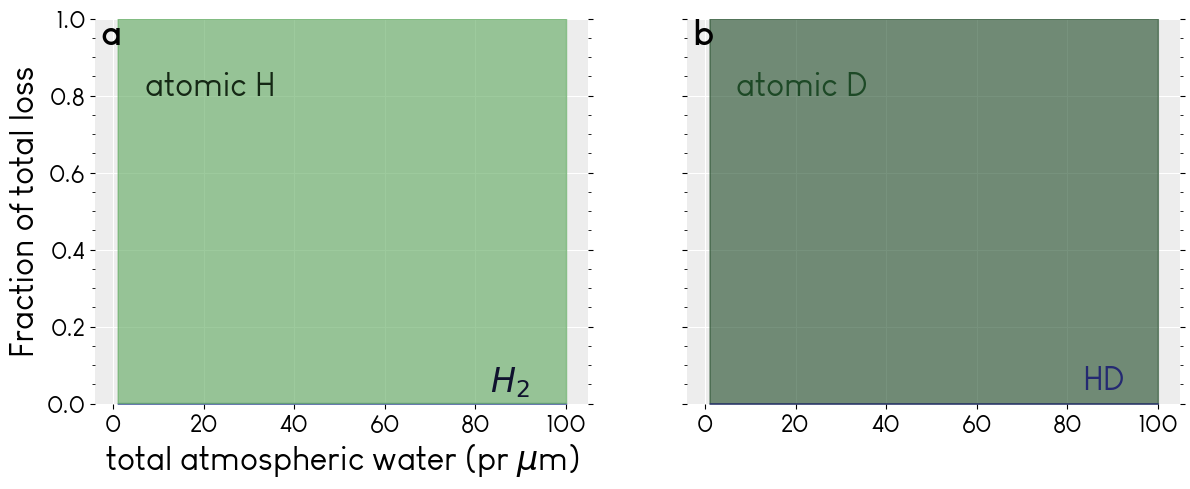 a
b
Fraction of total loss
1.0
0.8
0.6
0.4
0.2
0.0
atomic H
H₂
atomic D
HD
0 20 40 60 80 100
0 20 40 60 80 100
total atmospheric water (pr μm)